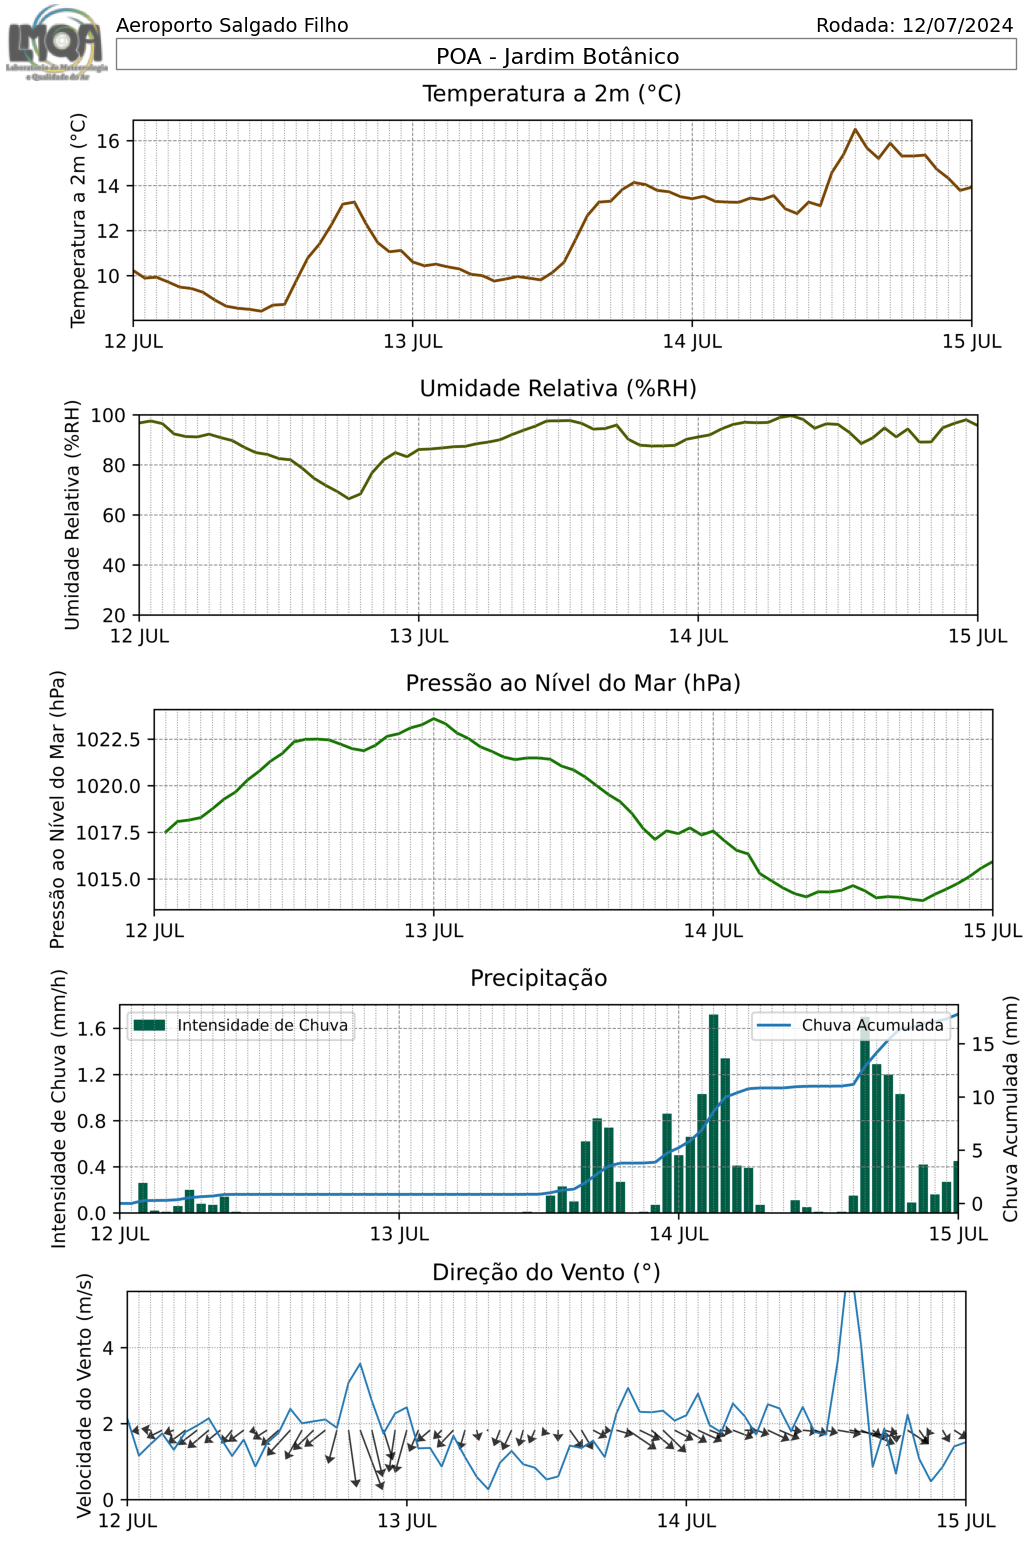 LMQA
Laboratório de Meteorologia
e Qualidade do Ar
Aeroporto Salgado Filho
Rodada: 12/07/2024
POA - Jardim Botânico
Temperatura a 2m (°C)
Temperatura a 2m (°C)
16
14
12
10
12 JUL
13 JUL
14 JUL
15 JUL
Umidade Relativa (%RH)
Umidade Relativa (%RH)
100
80
60
40
20
12 JUL
13 JUL
14 JUL
15 JUL
Pressão ao Nível do Mar (hPa)
Pressão ao Nível do Mar (hPa)
1022.5
1020.0
1017.5
1015.0
12 JUL
13 JUL
14 JUL
15 JUL
Precipitação
Intensidade de Chuva (mm/h)
1.6
1.2
0.8
0.4
0.0
Intensidade de Chuva
Chuva Acumulada
15
10
5
0
Chuva Acumulada (mm)
12 JUL
13 JUL
14 JUL
15 JUL
Direção do Vento (°)
Velocidade do Vento (m/s)
4
2
0
12 JUL
13 JUL
14 JUL
15 JUL